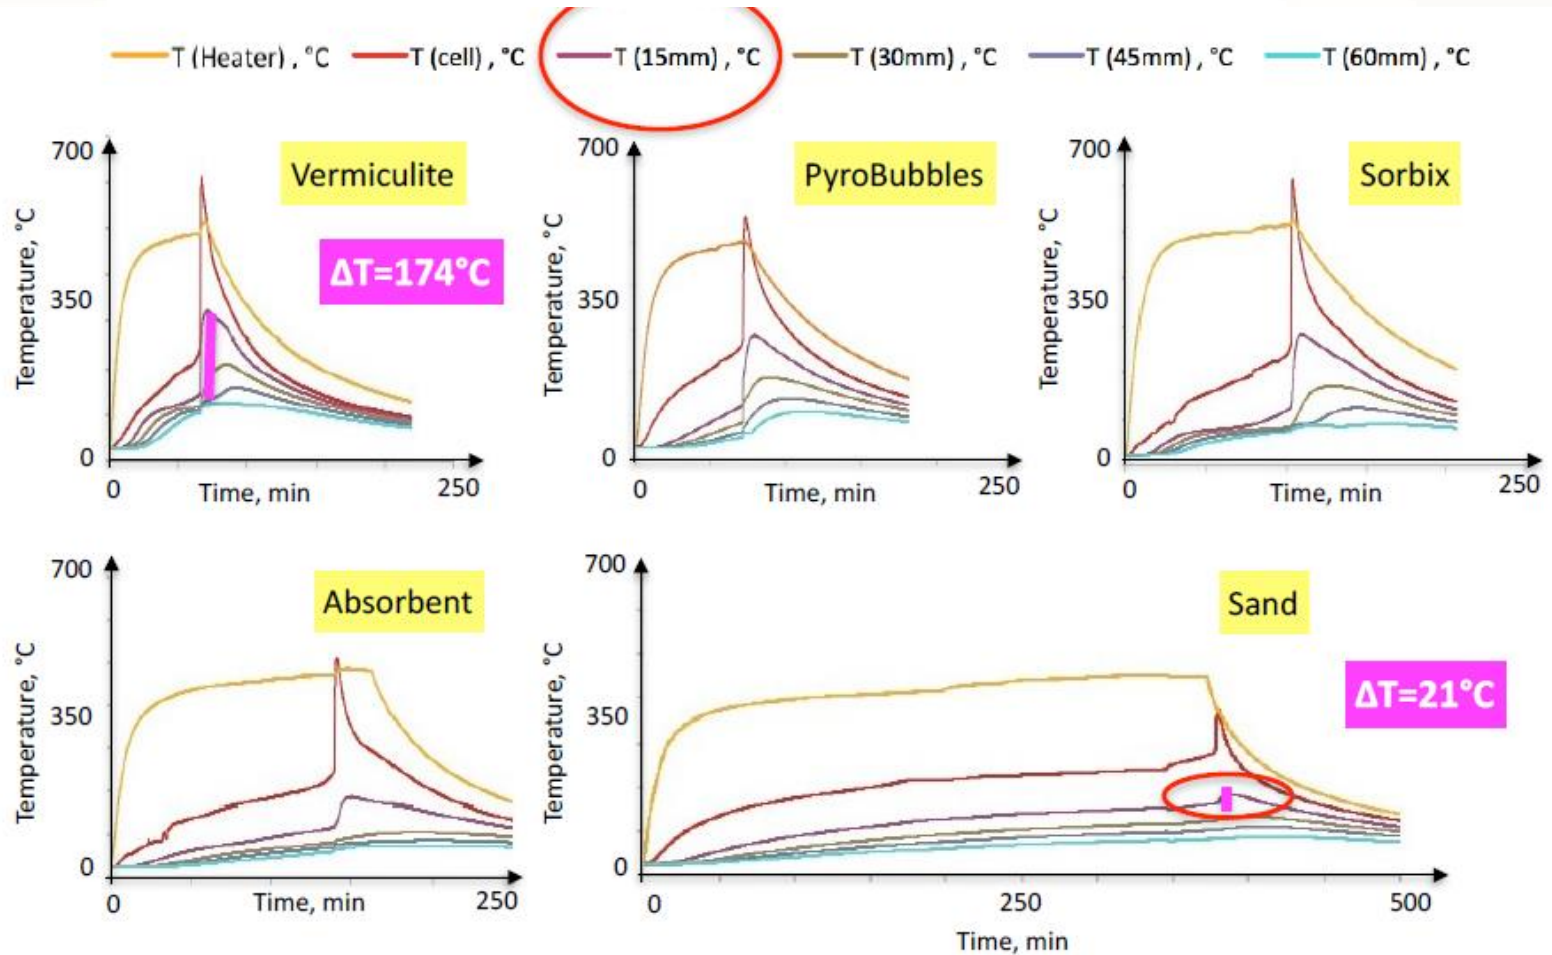 T (Heater) , °C T (cell) , °C T (15mm) , °C T (30mm) , °C T (45mm) , °C T (60mm) , °C
Vermiculite
ΔT=174°C
700
350
0
Temperature, °C
0
Time, min
250
PyroBubbles
700
350
0
Temperature, °C
0
Time, min
250
Sorbix
700
350
0
Temperature, °C
0
Time, min
250
Absorbent
700
350
0
Temperature, °C
0
Time, min
250
Sand
ΔT=21°C
700
350
0
Temperature, °C
0
250
500
Time, min